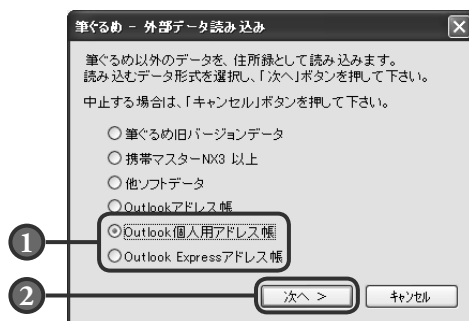 筆ぐるめ － 外部データ読み込み
筆ぐるめ以外のデータを、住所録として読み込みます。
読み込むデータ形式を選択し、「次へ」ボタンを押して下さい。
中止する場合は、「キャンセル」ボタンを押して下さい。
筆ぐるめ旧バージョンデータ
携帯マスターNX3 以上
他ソフトデータ
Outlookアドレス帳
1
Outlook個人用アドレス帳
Outlook Expressアドレス帳
2
次へ ＞
キャンセル